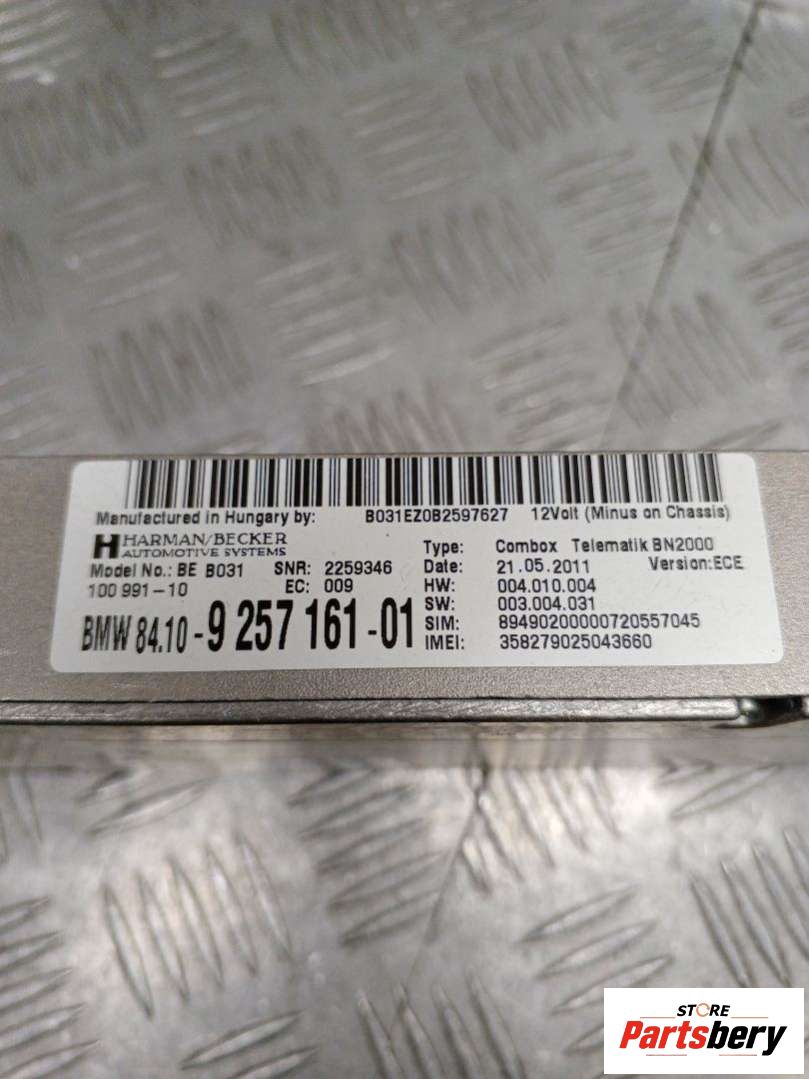 Manufactured in Hungary by: B031EZ0B2597627 12Volt (Minus on Chassis)
HARMAN/BECKER
AUTOMOTIVE SYSTEMS
Model No.: BE B031 SNR: 2259346
100 991-10 EC: 009
BMW 84.10-9 257 161-01
Type: Combox Telematik BN2000
Date: 21.05.2011 Version:ECE
HW: 004.010.004
SW: 003.004.031
SIM: 89490200000720557045
IMEI: 358279025043660
STORE
Partsbery